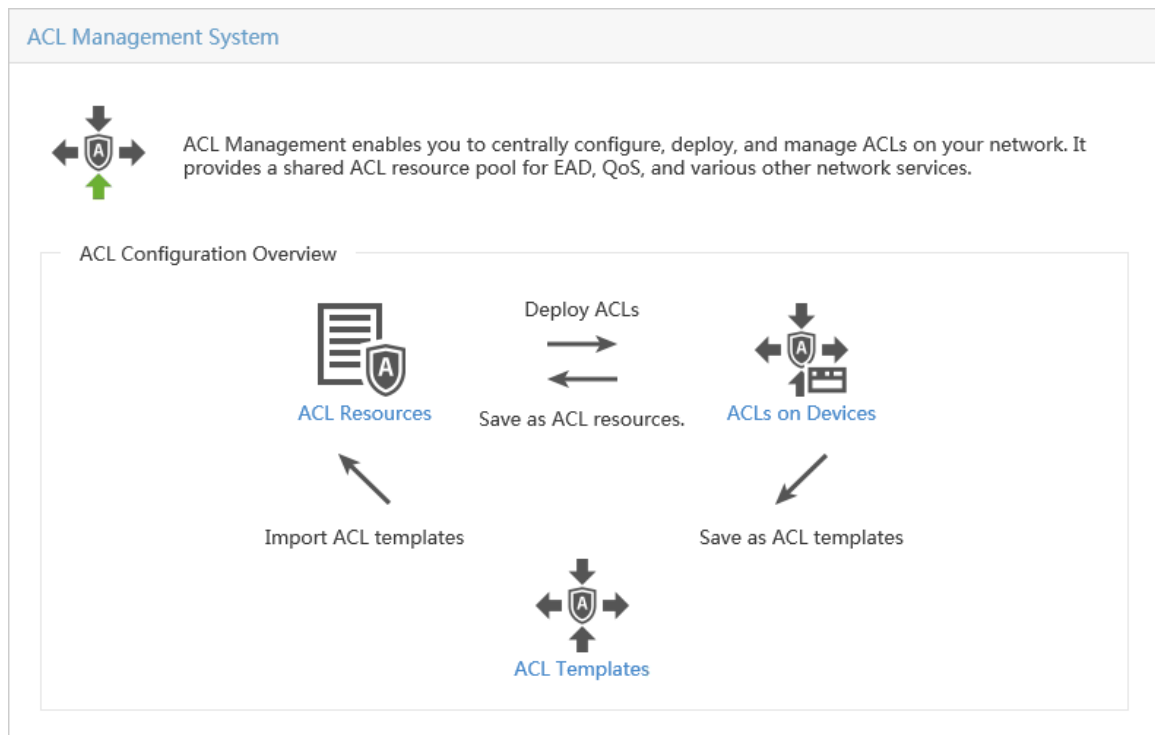 ACL Management System
ACL Management enables you to centrally configure, deploy, and manage ACLs on your network. It
provides a shared ACL resource pool for EAD, QoS, and various other network services.
ACL Configuration Overview
Deploy ACLs
A
A
ACL Resources
Save as ACL resources.
ACLs on Devices
Import ACL templates
Save as ACL templates
A
ACL Templates